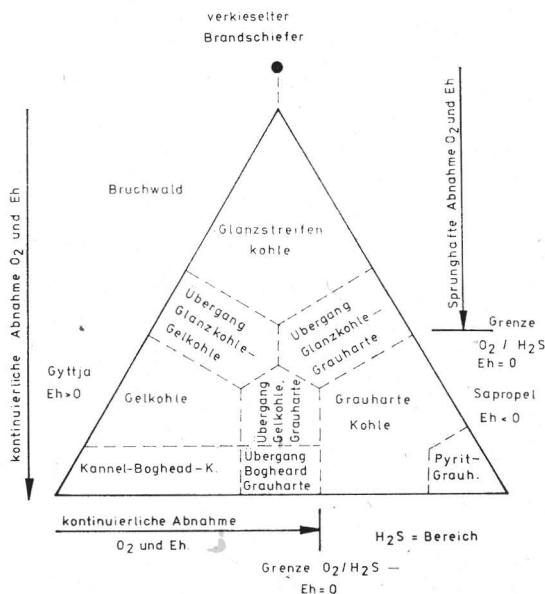 verkieselter
Brandschiefer
kontinuierliche Abnahme O2 und Eh
Sprunghafte Abnahme O2 und Eh
Bruchwald
Glanzstreifen
kohle
Übergang
Glanzkohle-
Gelkohle
Übergang
Glanzkohle-
Grauharte
Grenze
O2 / H2S
Eh=0
Gyttja
Eh>0
Sapropel
Eh<0
Gelkohle
Übergang
Gelkohle,
Grauharte
Grauharte
Kohle
Kannel-Boghead-K.
Übergang
Bogheard
Grauharte
Pyrit-
Grauh.
kontinuierliche Abnahme
O2 und Eh.
H2S = Bereich
Grenze O2/H2S —
Eh=0